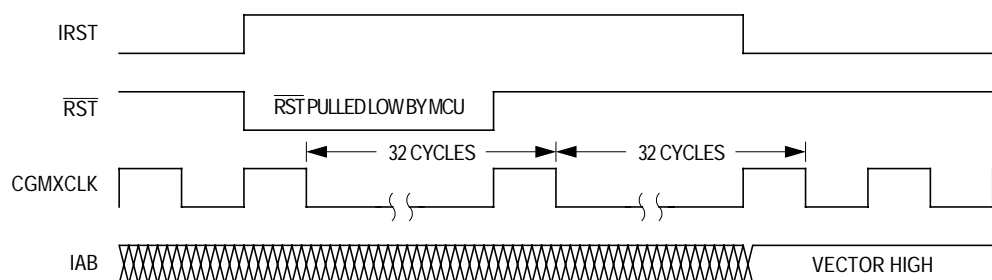 IRST
RST
RST PULLED LOW BY MCU
32 CYCLES
32 CYCLES
CGMXCLK
IAB
VECTOR HIGH